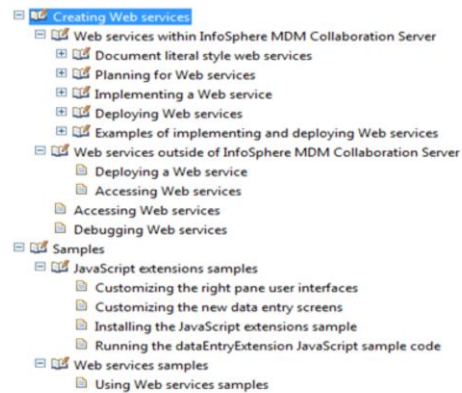 Creating Web services
Web services within InfoSphere MDM Collaboration Server
Document literal style web services
Planning for Web services
Implementing a Web service
Deploying Web services
Examples of implementing and deploying Web services
Web services outside of InfoSphere MDM Collaboration Server
Deploying a Web service
Accessing Web services
Accessing Web services
Debugging Web services
Samples
JavaScript extensions samples
Customizing the right pane user interfaces
Customizing the new data entry screens
Installing the JavaScript extensions sample
Running the dataEntryExtension JavaScript sample code
Web services samples
Using Web services samples